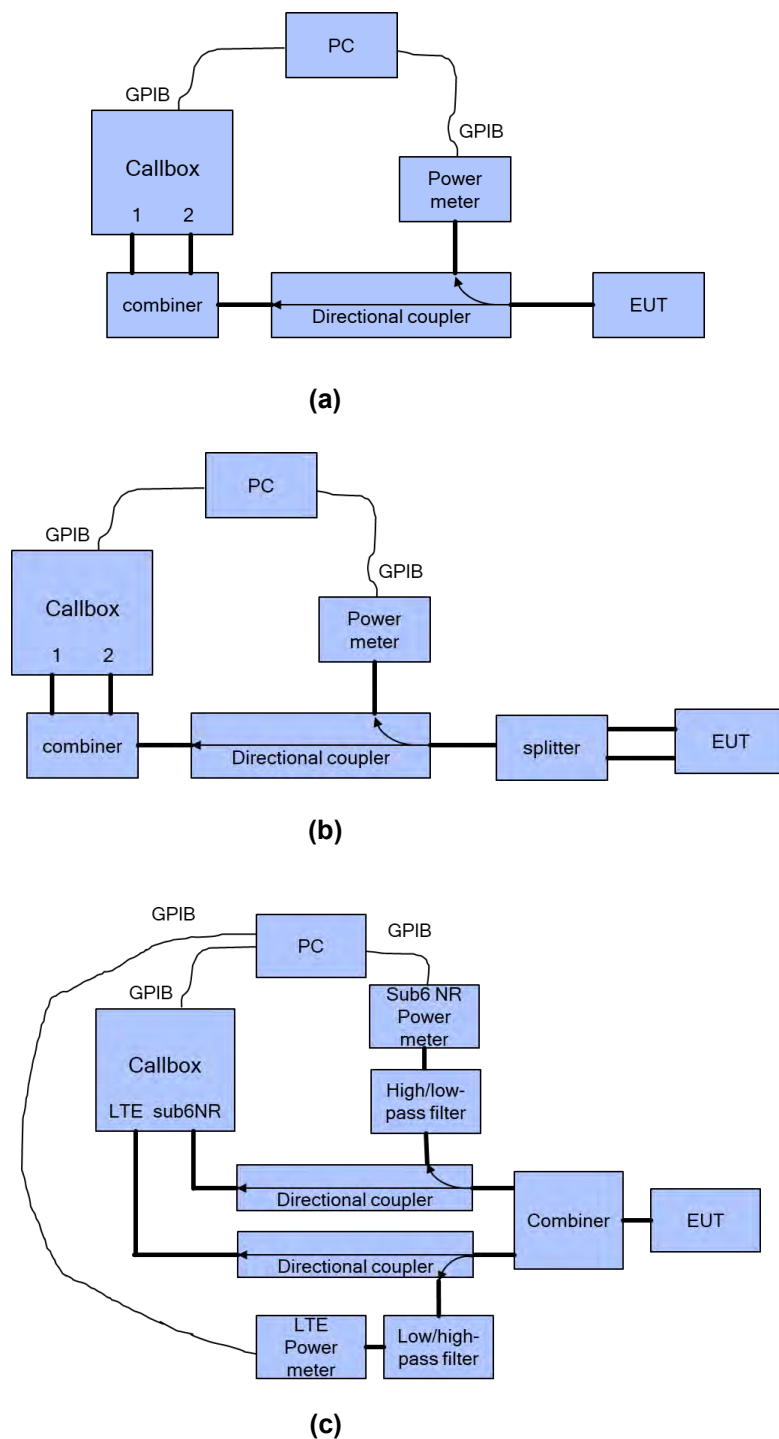 PC
GPIB
GPIB
Callbox
Power
meter
1 2
combiner
Directional coupler
EUT
(a)
PC
GPIB
GPIB
Callbox
Power
meter
1 2
combiner
Directional coupler
splitter
EUT
(b)
GPIB
PC
GPIB
GPIB
Sub6 NR
Power
meter
Callbox
High/low-
pass filter
LTE sub6NR
Directional coupler
Combiner
EUT
Directional coupler
LTE
Power
meter
Low/high-
pass filter
(c)